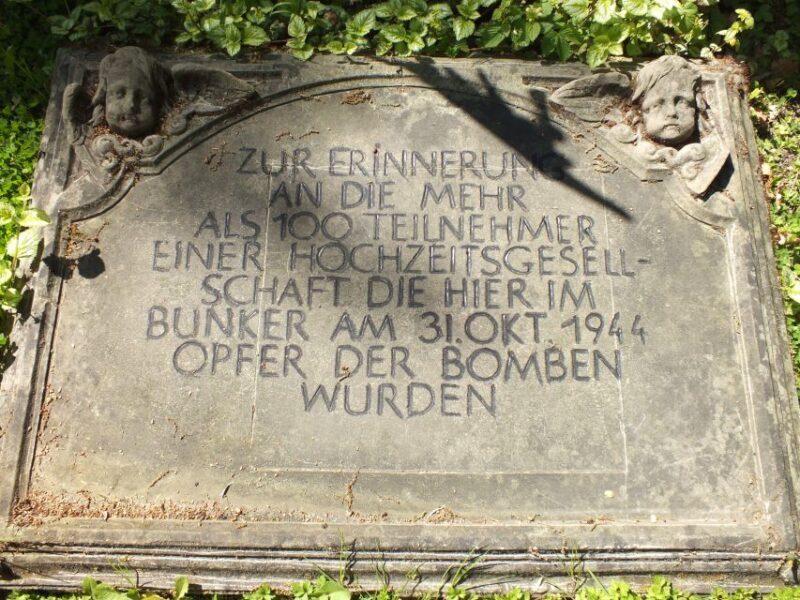 ZUR ERINNERUNG
AN DIE MEHR
ALS 100 TEILNEHMER
EINER HOCHZEITSGESELL-
SCHAFT DIE HIER IM
BUNKER AM 31. OKT. 1944
OPFER DER BOMBEN
WURDEN